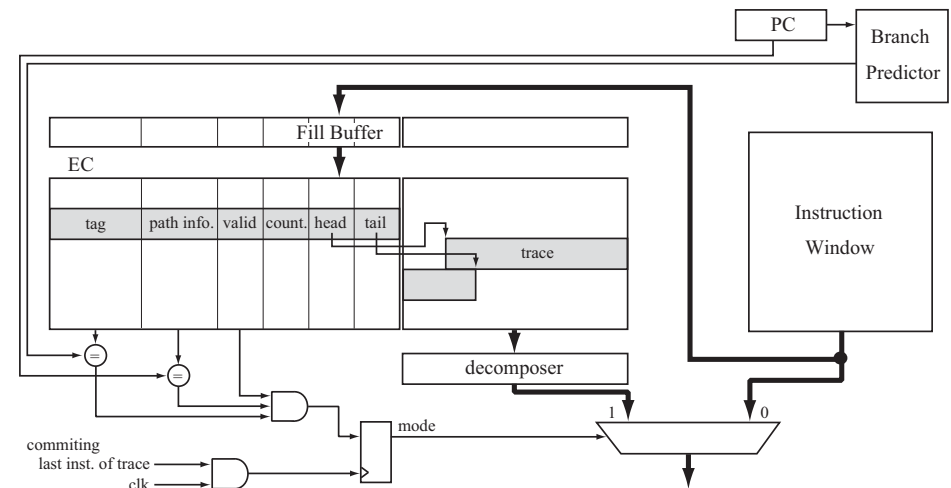 PC
Branch
Predictor
Fill Buffer
EC
tag path info. valid count. head tail
trace
Instruction
Window
=
=
decomposer
1 0
mode
commiting
last inst. of trace
clk